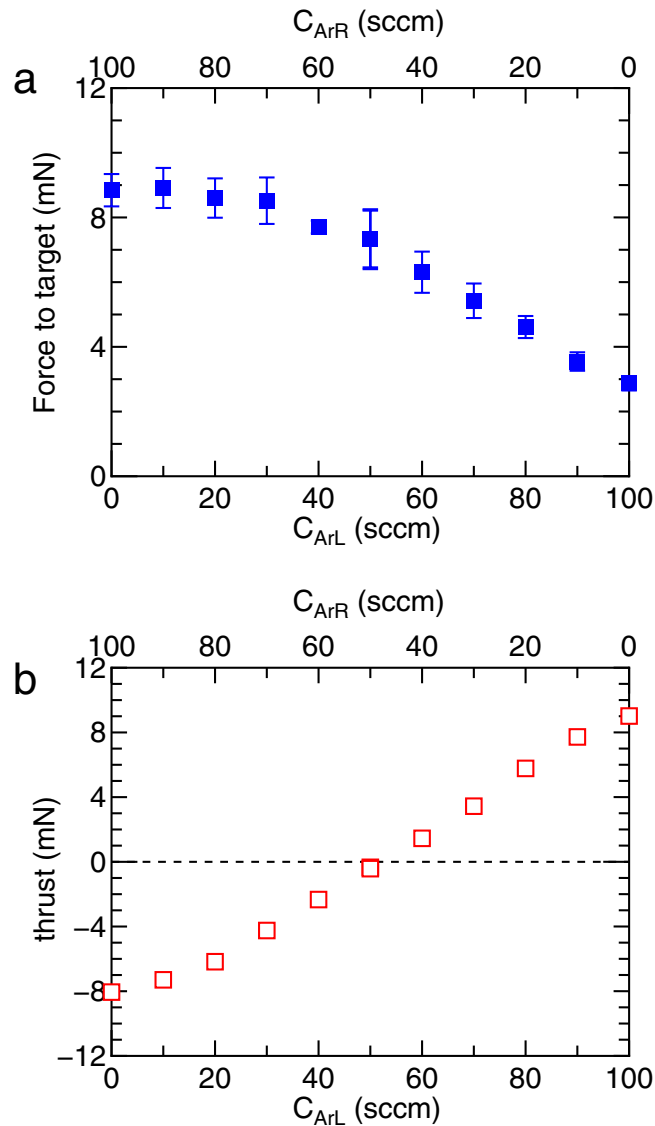 C_ArR (sccm)
a
100 80 60 40 20 0
12
8
4
0
Force to target (mN)
0 20 40 60 80 100
C_ArL (sccm)
C_ArR (sccm)
b
100 80 60 40 20 0
12
8
4
0
−4
−8
−12
thrust (mN)
0 20 40 60 80 100
C_ArL (sccm)